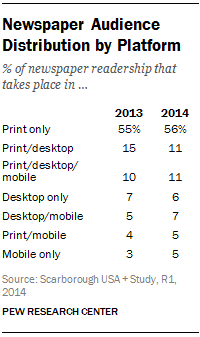 Newspaper Audience
Distribution by Platform
% of newspaper readership that
takes place in ...
2013 2014
Print only 55% 56%
Print/desktop 15 11
Print/desktop/
mobile 10 11
Desktop only 7 6
Desktop/mobile 5 7
Print/mobile 4 5
Mobile only 3 5
Source: Scarborough USA + Study, R1,
2014
PEW RESEARCH CENTER